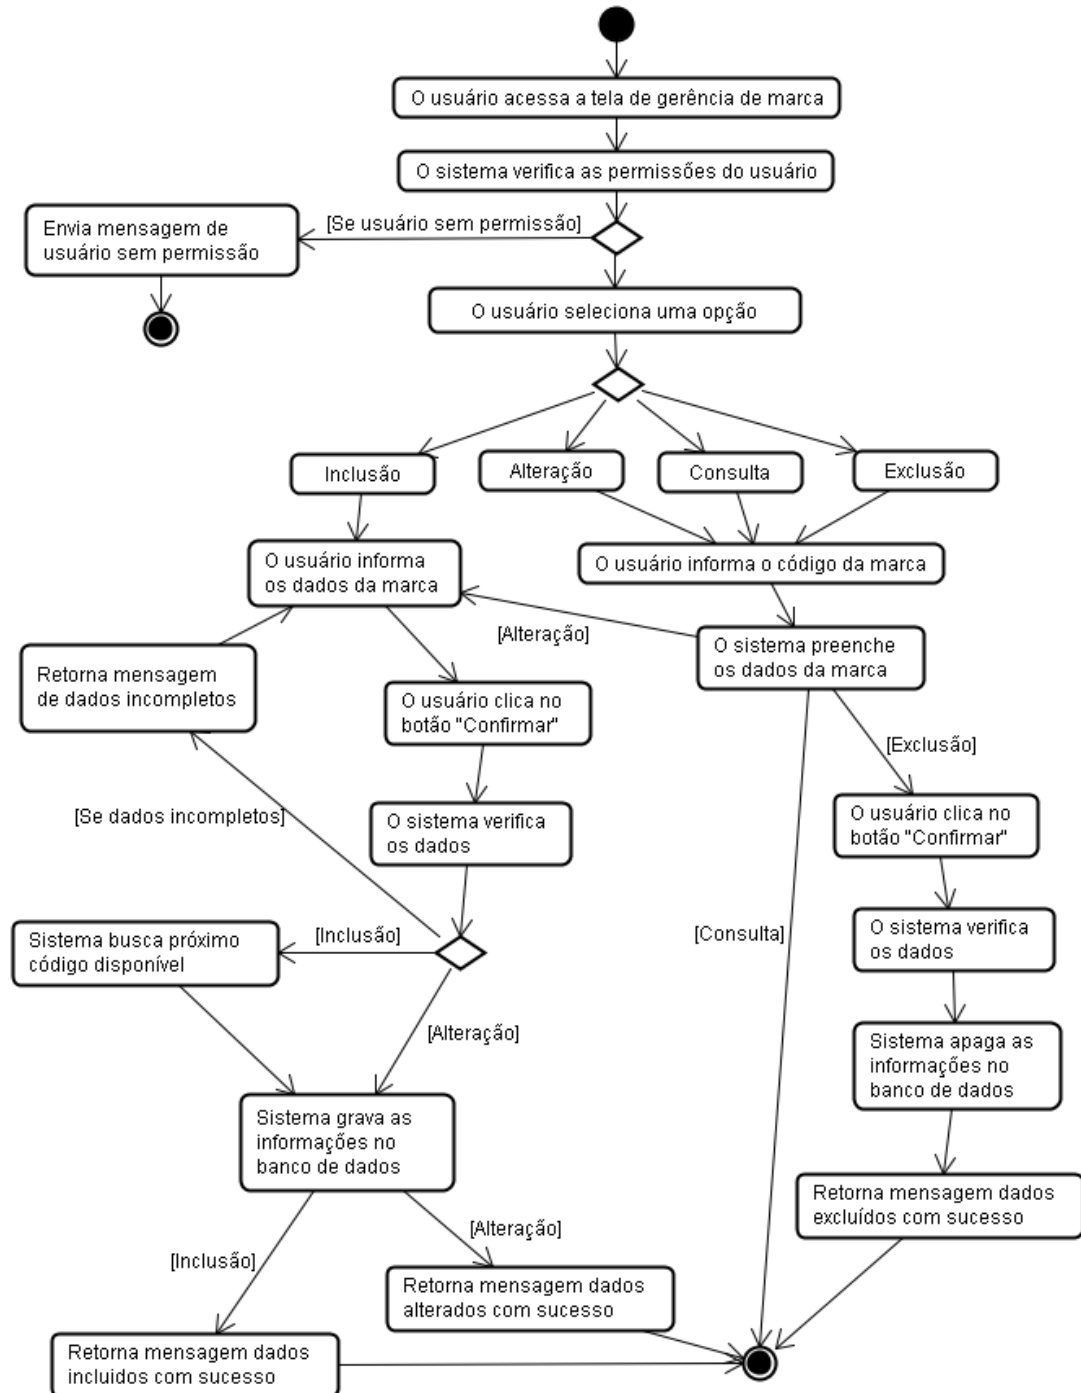 O usuário acessa a tela de gerência de marca
O sistema verifica as permissões do usuário
[Se usuário sem permissão]
Envia mensagem de
usuário sem permissão
O usuário seleciona uma opção
Inclusão
Alteração
Consulta
Exclusão
O usuário informa
os dados da marca
O usuário informa o código da marca
[Alteração]
O sistema preenche
os dados da marca
Retorna mensagem
de dados incompletos
O usuário clica no
botão "Confirmar"
[Exclusão]
[Se dados incompletos]
O sistema verifica
os dados
O usuário clica no
botão "Confirmar"
Sistema busca próximo
código disponível
[Inclusão]
[Consulta]
O sistema verifica
os dados
[Alteração]
Sistema apaga as
informações no
banco de dados
Sistema grava as
informações no
banco de dados
Retorna mensagem dados
excluídos com sucesso
[Inclusão]
[Alteração]
Retorna mensagem dados
alterados com sucesso
Retorna mensagem dados
incluidos com sucesso